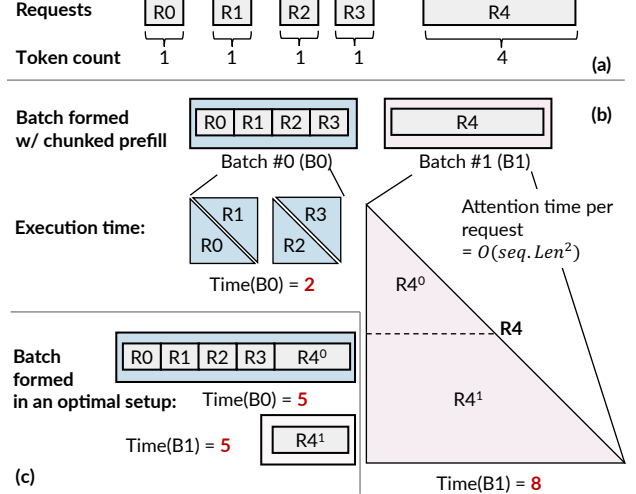 Requests R0 R1 R2 R3 R4
Token count 1 1 1 1 4
(a)
Batch formed
w/ chunked prefill
R0 R1 R2 R3
Batch #0 (B0)
R4
Batch #1 (B1)
(b)
Execution time:
R1
R0
R3
R2
Time(B0) = 2
Attention time per
request
= O(seq.Len²)
R4⁰
R4
R4¹
Time(B1) = 8
Batch
formed
in an optimal setup:
R0 R1 R2 R3 R4⁰
Time(B0) = 5
Time(B1) = 5
R4¹
(c)